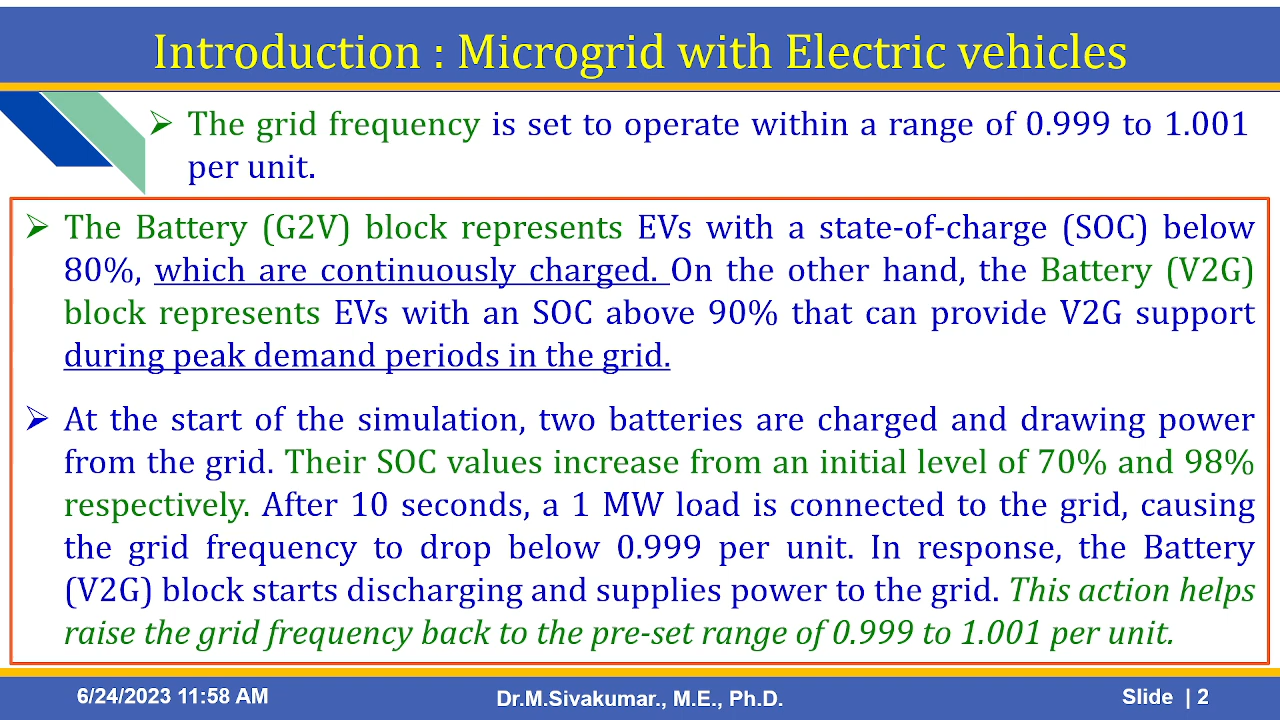 Introduction : Microgrid with Electric vehicles
➢ The grid frequency is set to operate within a range of 0.999 to 1.001
per unit.
➢ The Battery (G2V) block represents EVs with a state-of-charge (SOC) below
80%, which are continuously charged. On the other hand, the Battery (V2G)
block represents EVs with an SOC above 90% that can provide V2G support
during peak demand periods in the grid.
➢ At the start of the simulation, two batteries are charged and drawing power
from the grid. Their SOC values increase from an initial level of 70% and 98%
respectively. After 10 seconds, a 1 MW load is connected to the grid, causing
the grid frequency to drop below 0.999 per unit. In response, the Battery
(V2G) block starts discharging and supplies power to the grid. This action helps
raise the grid frequency back to the pre-set range of 0.999 to 1.001 per unit.
6/24/2023 11:58 AM
Dr.M.Sivakumar., M.E., Ph.D.
Slide | 2